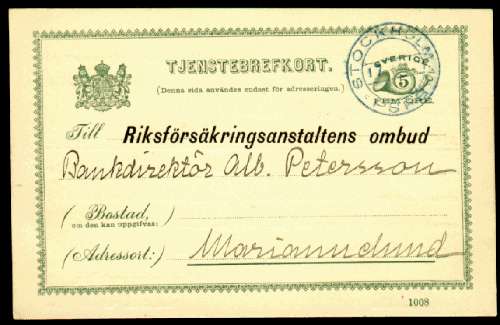 TJENSTEBREFKORT.
(Denna sida användes endast för adresseringen.)
STOCKHOLM
SVERIGE
5
FEM ÖRE
Till Riksförsäkringsanstaltens ombud
Bankdirektör Alb. Petersson
(Bostad, om den kan uppgifvas:)
(Adressort:) Mariannelund
1008